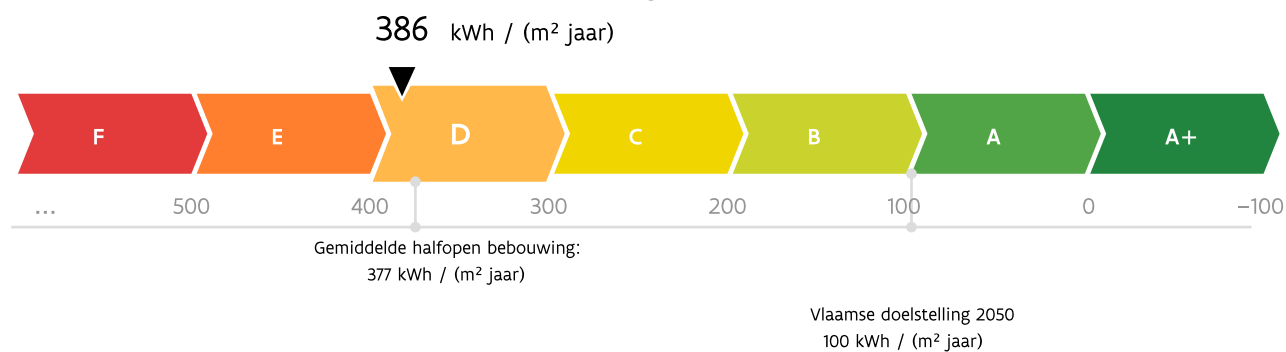 386 kWh / (m² jaar)
F E D C B A A+
... 500 400 300 200 100 0 −100
Gemiddelde halfopen bebouwing:
377 kWh / (m² jaar)
Vlaamse doelstelling 2050
100 kWh / (m² jaar)